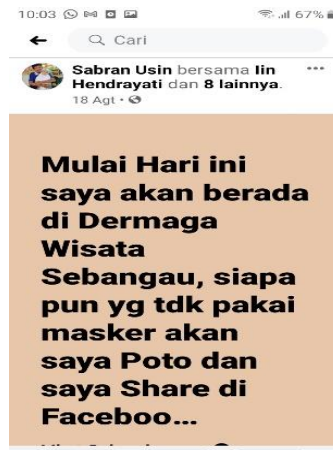 10:03 67%
Cari
Sabran Usin bersama Iin
Hendrayati dan 8 lainnya.
18 Agt
Mulai Hari ini
saya akan berada
di Dermaga
Wisata
Sebangau, siapa
pun yg tdk pakai
masker akan
saya Poto dan
saya Share di
Faceboo...